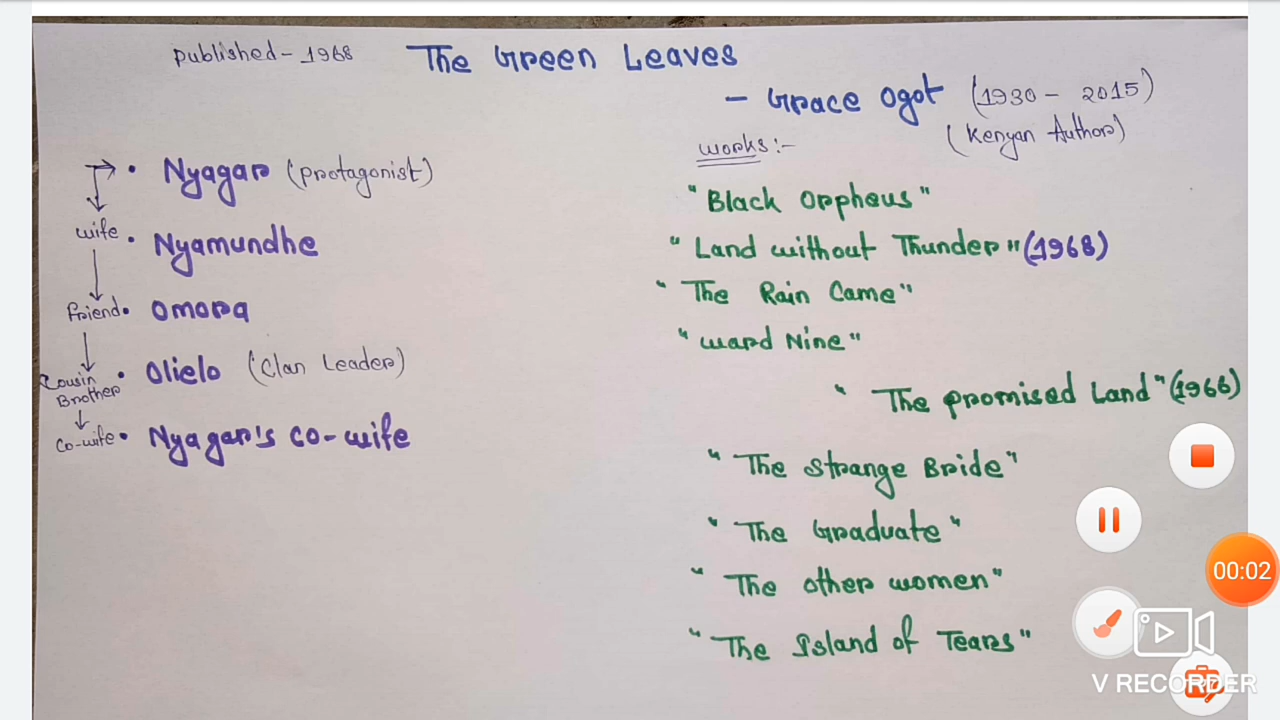 Published - 1968
The Green Leaves
- Grace Ogot (1930 - 2015)
(Kenyan Author)
• Nyagar (protagonist)
wife • Nyamundhe
Friend • Omora
Cousin Brother • Olielo (Clan Leader)
Co-wife • Nyagar's co-wife
Works:-
"Black Orpheus"
"Land without Thunder" (1968)
"The Rain Came"
"Ward Nine"
"The promised Land" (1966)
"The Strange Bride"
"The Graduate"
"The other women"
"The Island of Tears"
00:02
V RECORDER